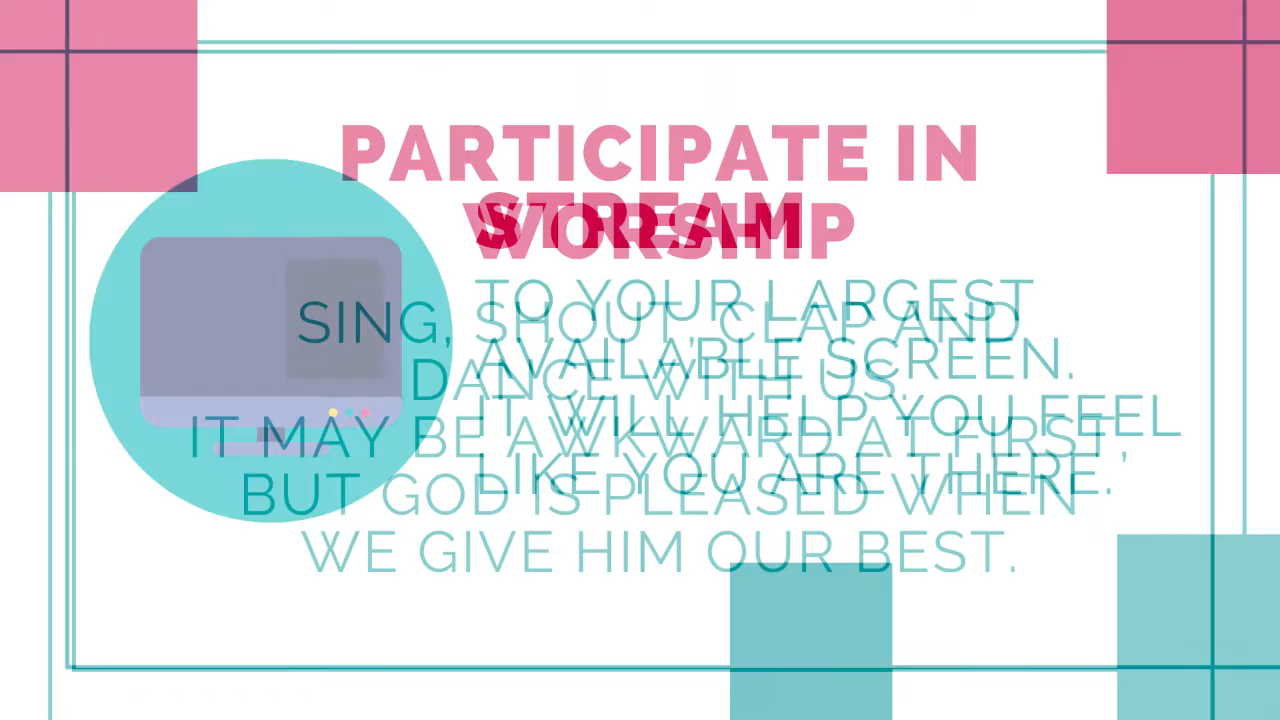 PARTICIPATE IN
WORSHIP
SING, SHOUT, CLAP AND
DANCE WITH US.
IT MAY BE AWKWARD AT FIRST,
BUT GOD IS PLEASED WHEN
WE GIVE HIM OUR BEST.
STREAM
TO YOUR LARGEST
AVAILABLE SCREEN.
IT WILL HELP YOU FEEL
LIKE YOU ARE THERE.